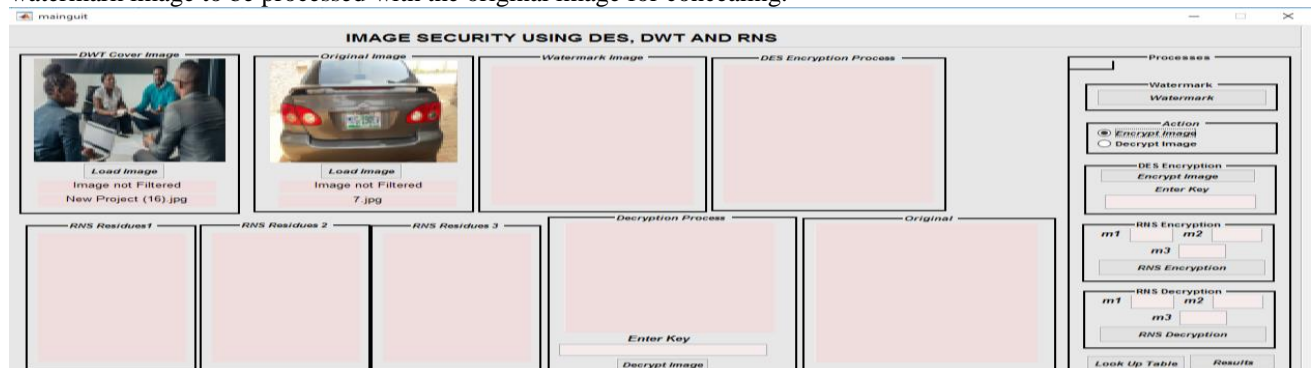 watermark image to be processed with the original image for concealing.
mainguit
IMAGE SECURITY USING DES, DWT AND RNS
DWT Cover Image
Load Image
Image not Filtered
New Project (16).jpg
Original Image
Load Image
Image not Filtered
7.jpg
Watermark Image
DES Encryption Process
Processes
Watermark
Watermark
Action
Encrypt Image
Decrypt Image
DES Encryption
Encrypt Image
Enter Key
RNS Residues1
RNS Residues 2
RNS Residues 3
Decryption Process
Enter Key
Decrypt Image
Original
RNS Encryption
m1 m2
m3
RNS Encryption
RNS Decryption
m1 m2
m3
RNS Decryption
Look Up Table Results